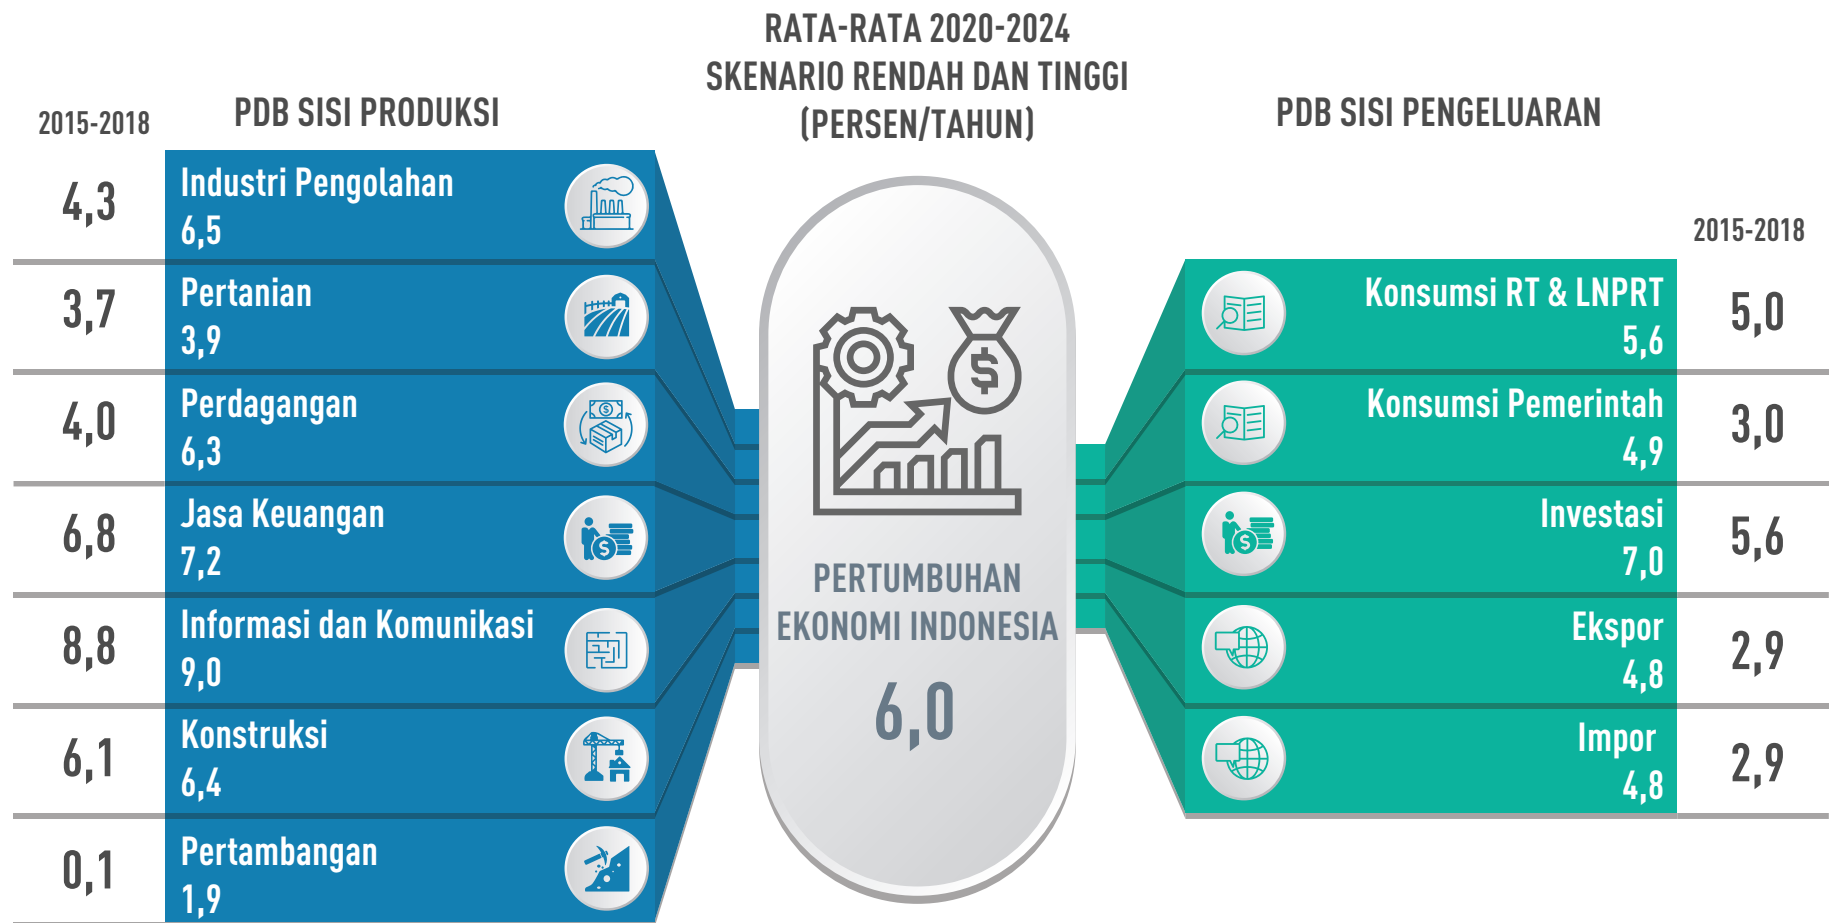 RATA-RATA 2020-2024
SKENARIO RENDAH DAN TINGGI
(PERSEN/TAHUN)
2015-2018
PDB SISI PRODUKSI
4,3
Industri Pengolahan
6,5
3,7
Pertanian
3,9
4,0
Perdagangan
6,3
6,8
Jasa Keuangan
7,2
8,8
Informasi dan Komunikasi
9,0
6,1
Konstruksi
6,4
0,1
Pertambangan
1,9
$
$
$
$
PERTUMBUHAN
EKONOMI INDONESIA
6,0
PDB SISI PENGELUARAN
2015-2018
Konsumsi RT & LNPRT
5,6
5,0
Konsumsi Pemerintah
4,9
3,0
Investasi
7,0
5,6
Ekspor
4,8
2,9
Impor
4,8
2,9